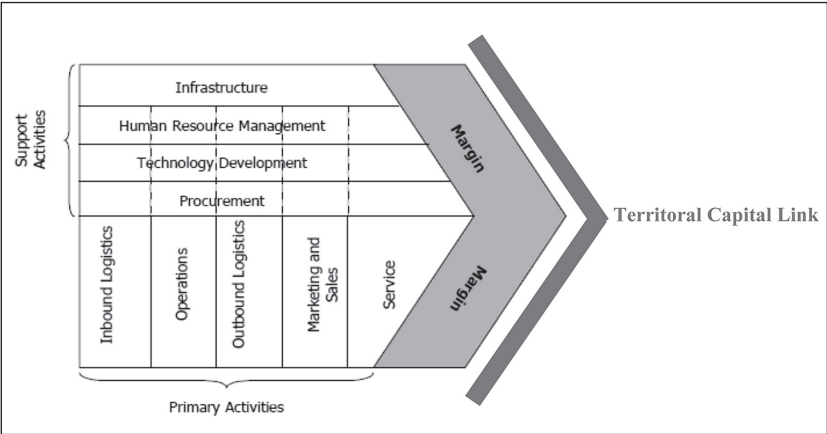 Support
Activities
Infrastructure
Human Resource Management
Technology Development
Procurement
Inbound Logistics
Operations
Outbound Logistics
Marketing and
Sales
Service
Margin
Margin
Territoral Capital Link
Primary Activities